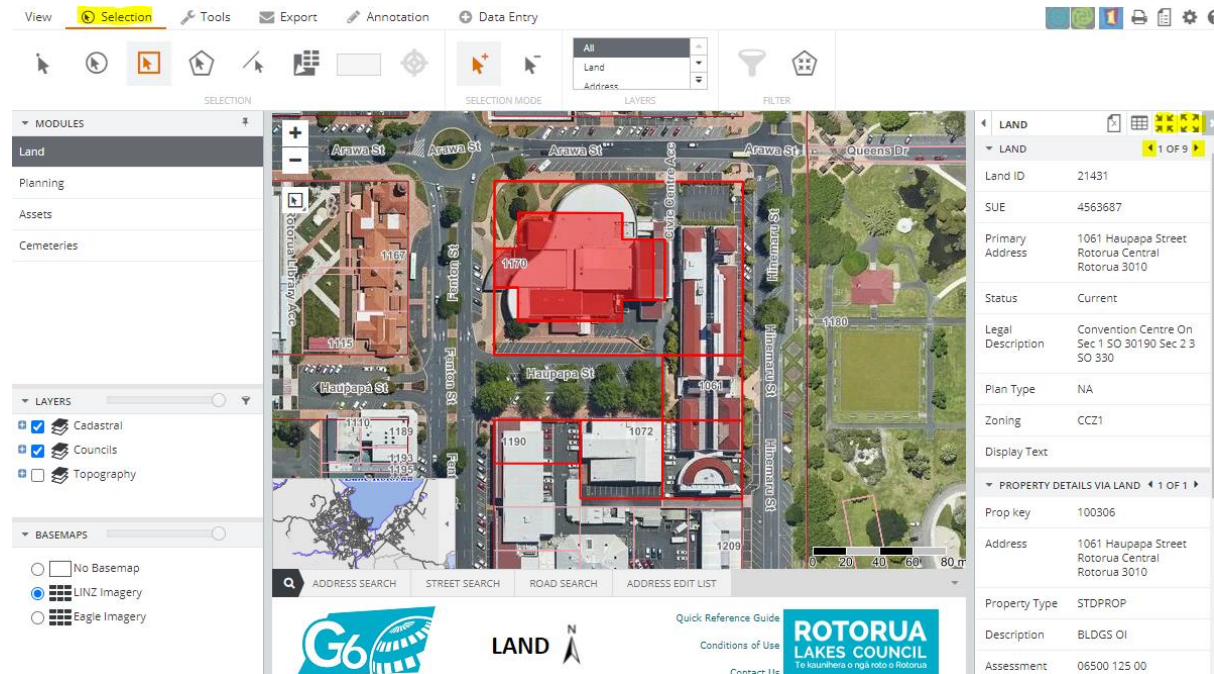 View Selection Tools Export Annotation Data Entry
All
Land
Address
SELECTION SELECTION MODE LAYERS FILTER
MODULES
Land
Planning
Assets
Cemeteries
LAYERS
Cadastral
Councils
Topography
BASEMAPS
No Basemap
LINZ Imagery
Eagle Imagery
Arawa St Arawa St Arawa St Arawa St Queens Dr
Civic Centre Acc
Rotorua Library Acc
1167
Fenton St
1170
Hinemaru St
1180
1115
Haupapa St
Haupapa St
Fenton St
Hinemaru St
1061
1110
1189
1193
1195
1190
1072
Hinemaru St
1209
0 20 40 60 80 m
ADDRESS SEARCH STREET SEARCH ROAD SEARCH ADDRESS EDIT LIST
G6
LAND
N
Quick Reference Guide
Conditions of Use
Contact Us
ROTORUA
LAKES COUNCIL
Te kaunihera o ngā roto o Rotorua
LAND
LAND 1 OF 9
Land ID 21431
SUE 4563687
Primary Address 1061 Haupapa Street
Rotorua Central
Rotorua 3010
Status Current
Legal Description Convention Centre On
Sec 1 SO 30190 Sec 2 3
SO 330
Plan Type NA
Zoning CCZ1
Display Text
PROPERTY DETAILS VIA LAND 1 OF 1
Prop key 100306
Address 1061 Haupapa Street
Rotorua Central
Rotorua 3010
Property Type STDPROP
Description BLDGS OI
Assessment 06500 125 00